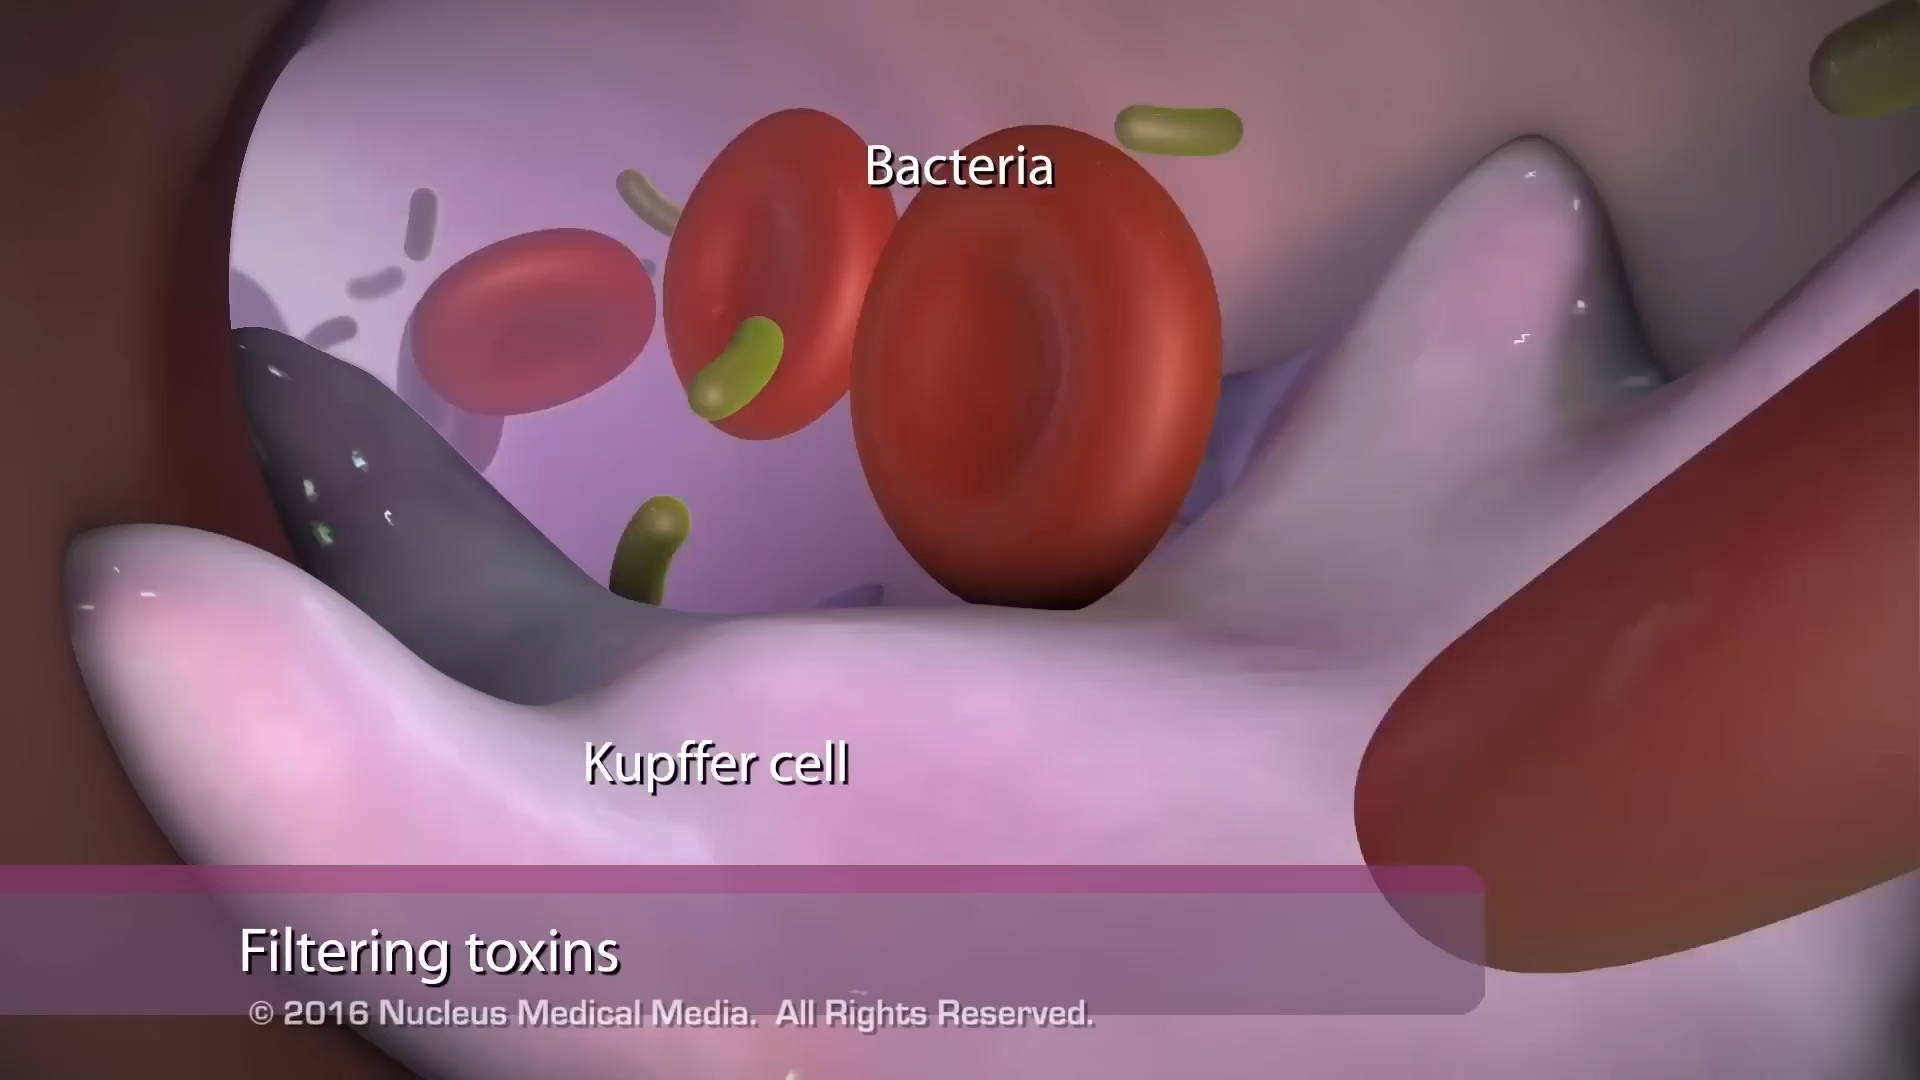 Bacteria
Kupffer cell
Filtering toxins
© 2016 Nucleus Medical Media. All Rights Reserved.